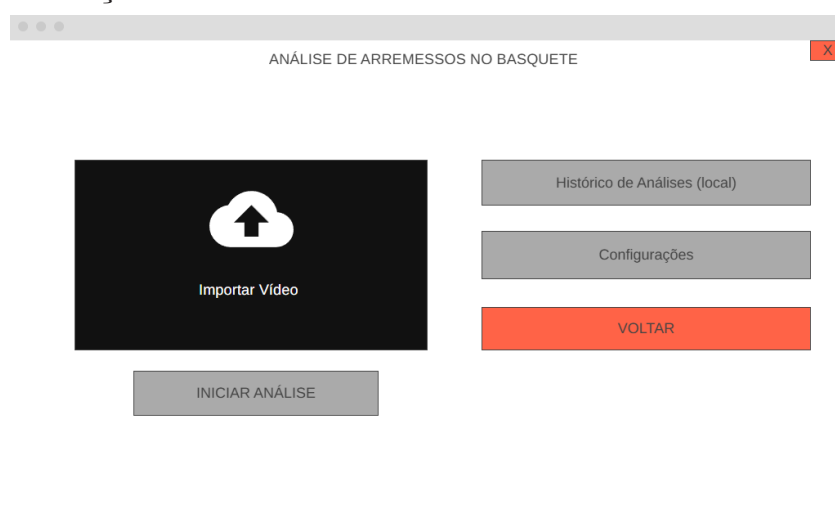 ANÁLISE DE ARREMESSOS NO BASQUETE
X
Importar Vídeo
INICIAR ANÁLISE
Histórico de Análises (local)
Configurações
VOLTAR